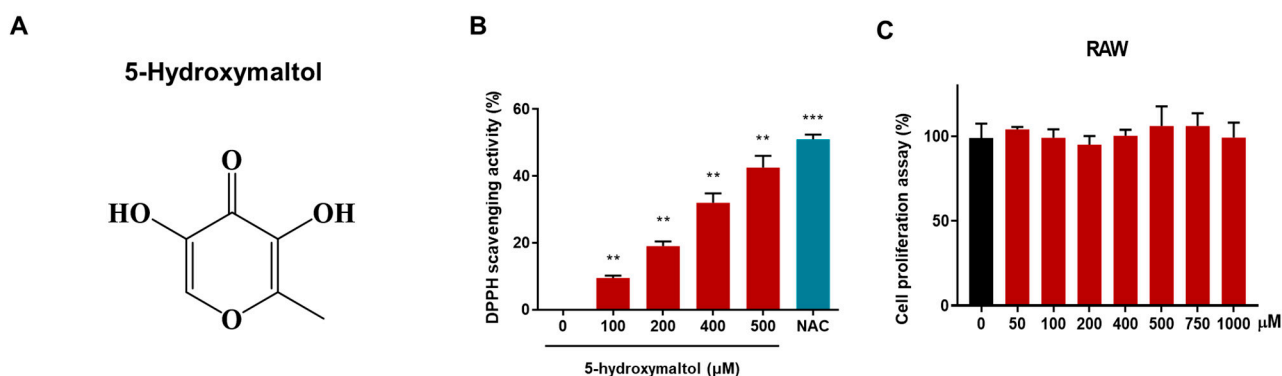 A
5-Hydroxymaltol
O
HO
OH
O
B
DPPH scavenging activity (%)
60
40
20
0
**
**
**
**
***
0 100 200 400 500 NAC
5-hydroxymaltol (µM)
C
RAW
Cell proliferation assay (%)
100
50
0
0 50 100 200 400 500 750 1000 µM